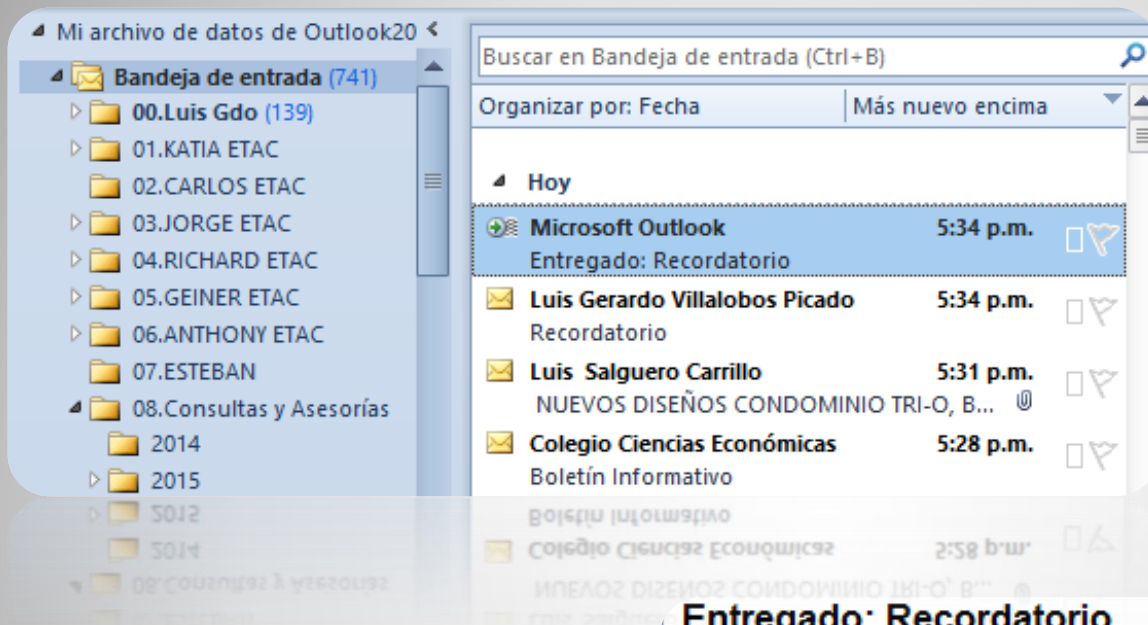 Mi archivo de datos de Outlook20
Bandeja de entrada (741)
00.Luis Gdo (139)
01.KATIA ETAC
02.CARLOS ETAC
03.JORGE ETAC
04.RICHARD ETAC
05.GEINER ETAC
06.ANTHONY ETAC
07.ESTEBAN
08.Consultas y Asesorías
2014
2015
Buscar en Bandeja de entrada (Ctrl+B)
Organizar por: Fecha Más nuevo encima
Hoy
Microsoft Outlook 5:34 p.m.
Entregado: Recordatorio
Luis Gerardo Villalobos Picado 5:34 p.m.
Recordatorio
Luis Salguero Carrillo 5:31 p.m.
NUEVOS DISEÑOS CONDOMINIO TRI-O, B...
Colegio Ciencias Económicas 5:28 p.m.
Boletín Informativo
Entregado: Recordatorio